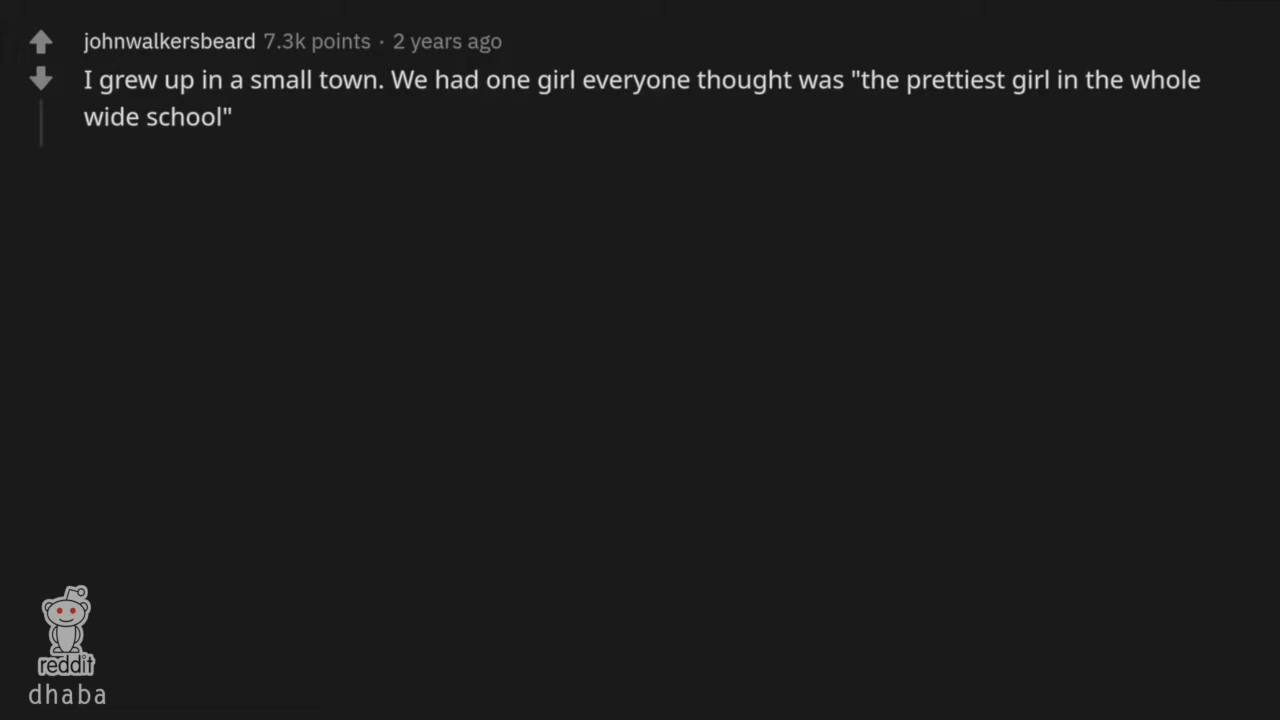 johnwalkersbeard 7.3k points · 2 years ago
I grew up in a small town. We had one girl everyone thought was "the prettiest girl in the whole
wide school"
reddit
dhaba